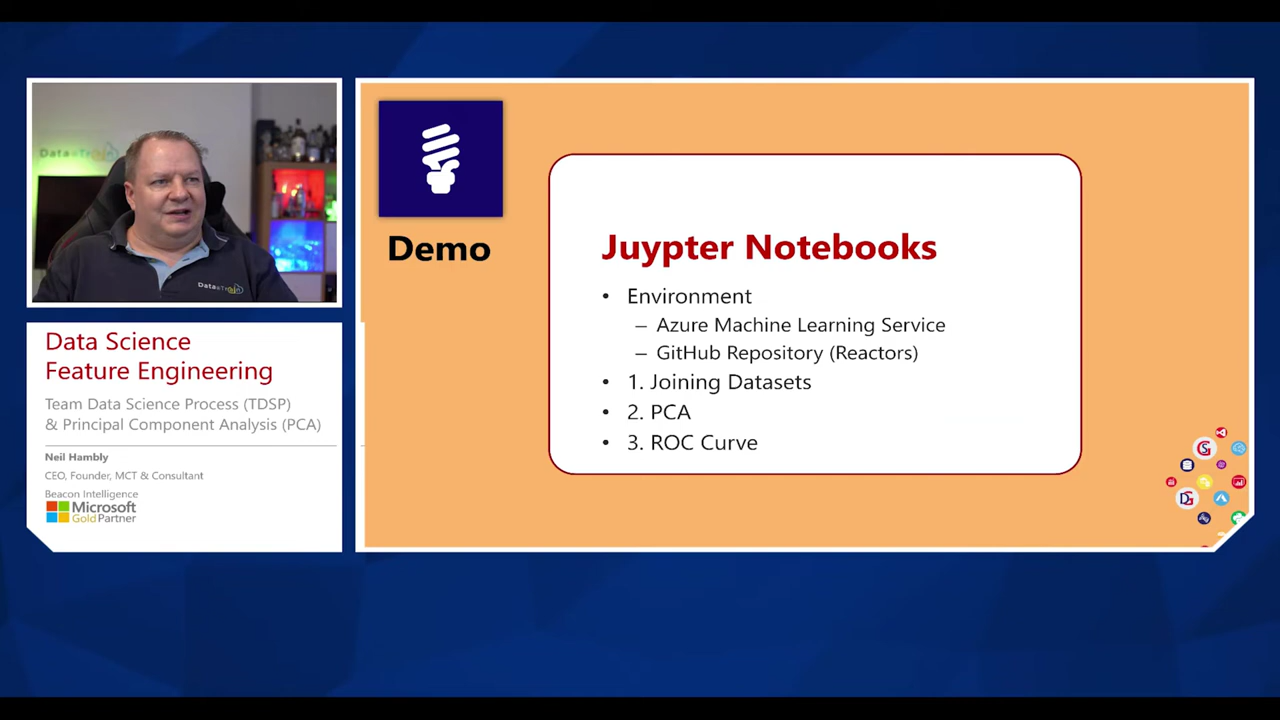 Demo
Juypter Notebooks
• Environment
– Azure Machine Learning Service
– GitHub Repository (Reactors)
• 1. Joining Datasets
• 2. PCA
• 3. ROC Curve
Data Science
Feature Engineering
Team Data Science Process (TDSP)
& Principal Component Analysis (PCA)
Neil Hambly
CEO, Founder, MCT & Consultant
Beacon Intelligence
Microsoft
Gold Partner